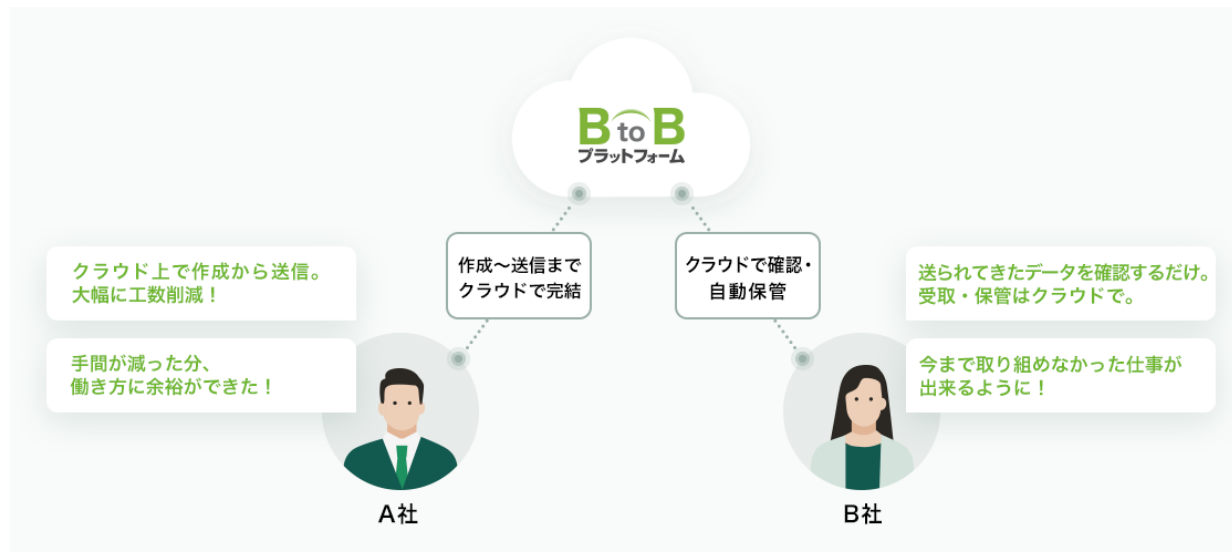 B to B
プラットフォーム
作成〜送信まで
クラウドで完結
クラウドで確認・
自動保管
クラウド上で作成から送信。
大幅に工数削減！
手間が減った分、
働き方に余裕ができた！
送られてきたデータを確認するだけ。
受取・保管はクラウドで。
今まで取り組めなかった仕事が
出来るように！
A社
B社